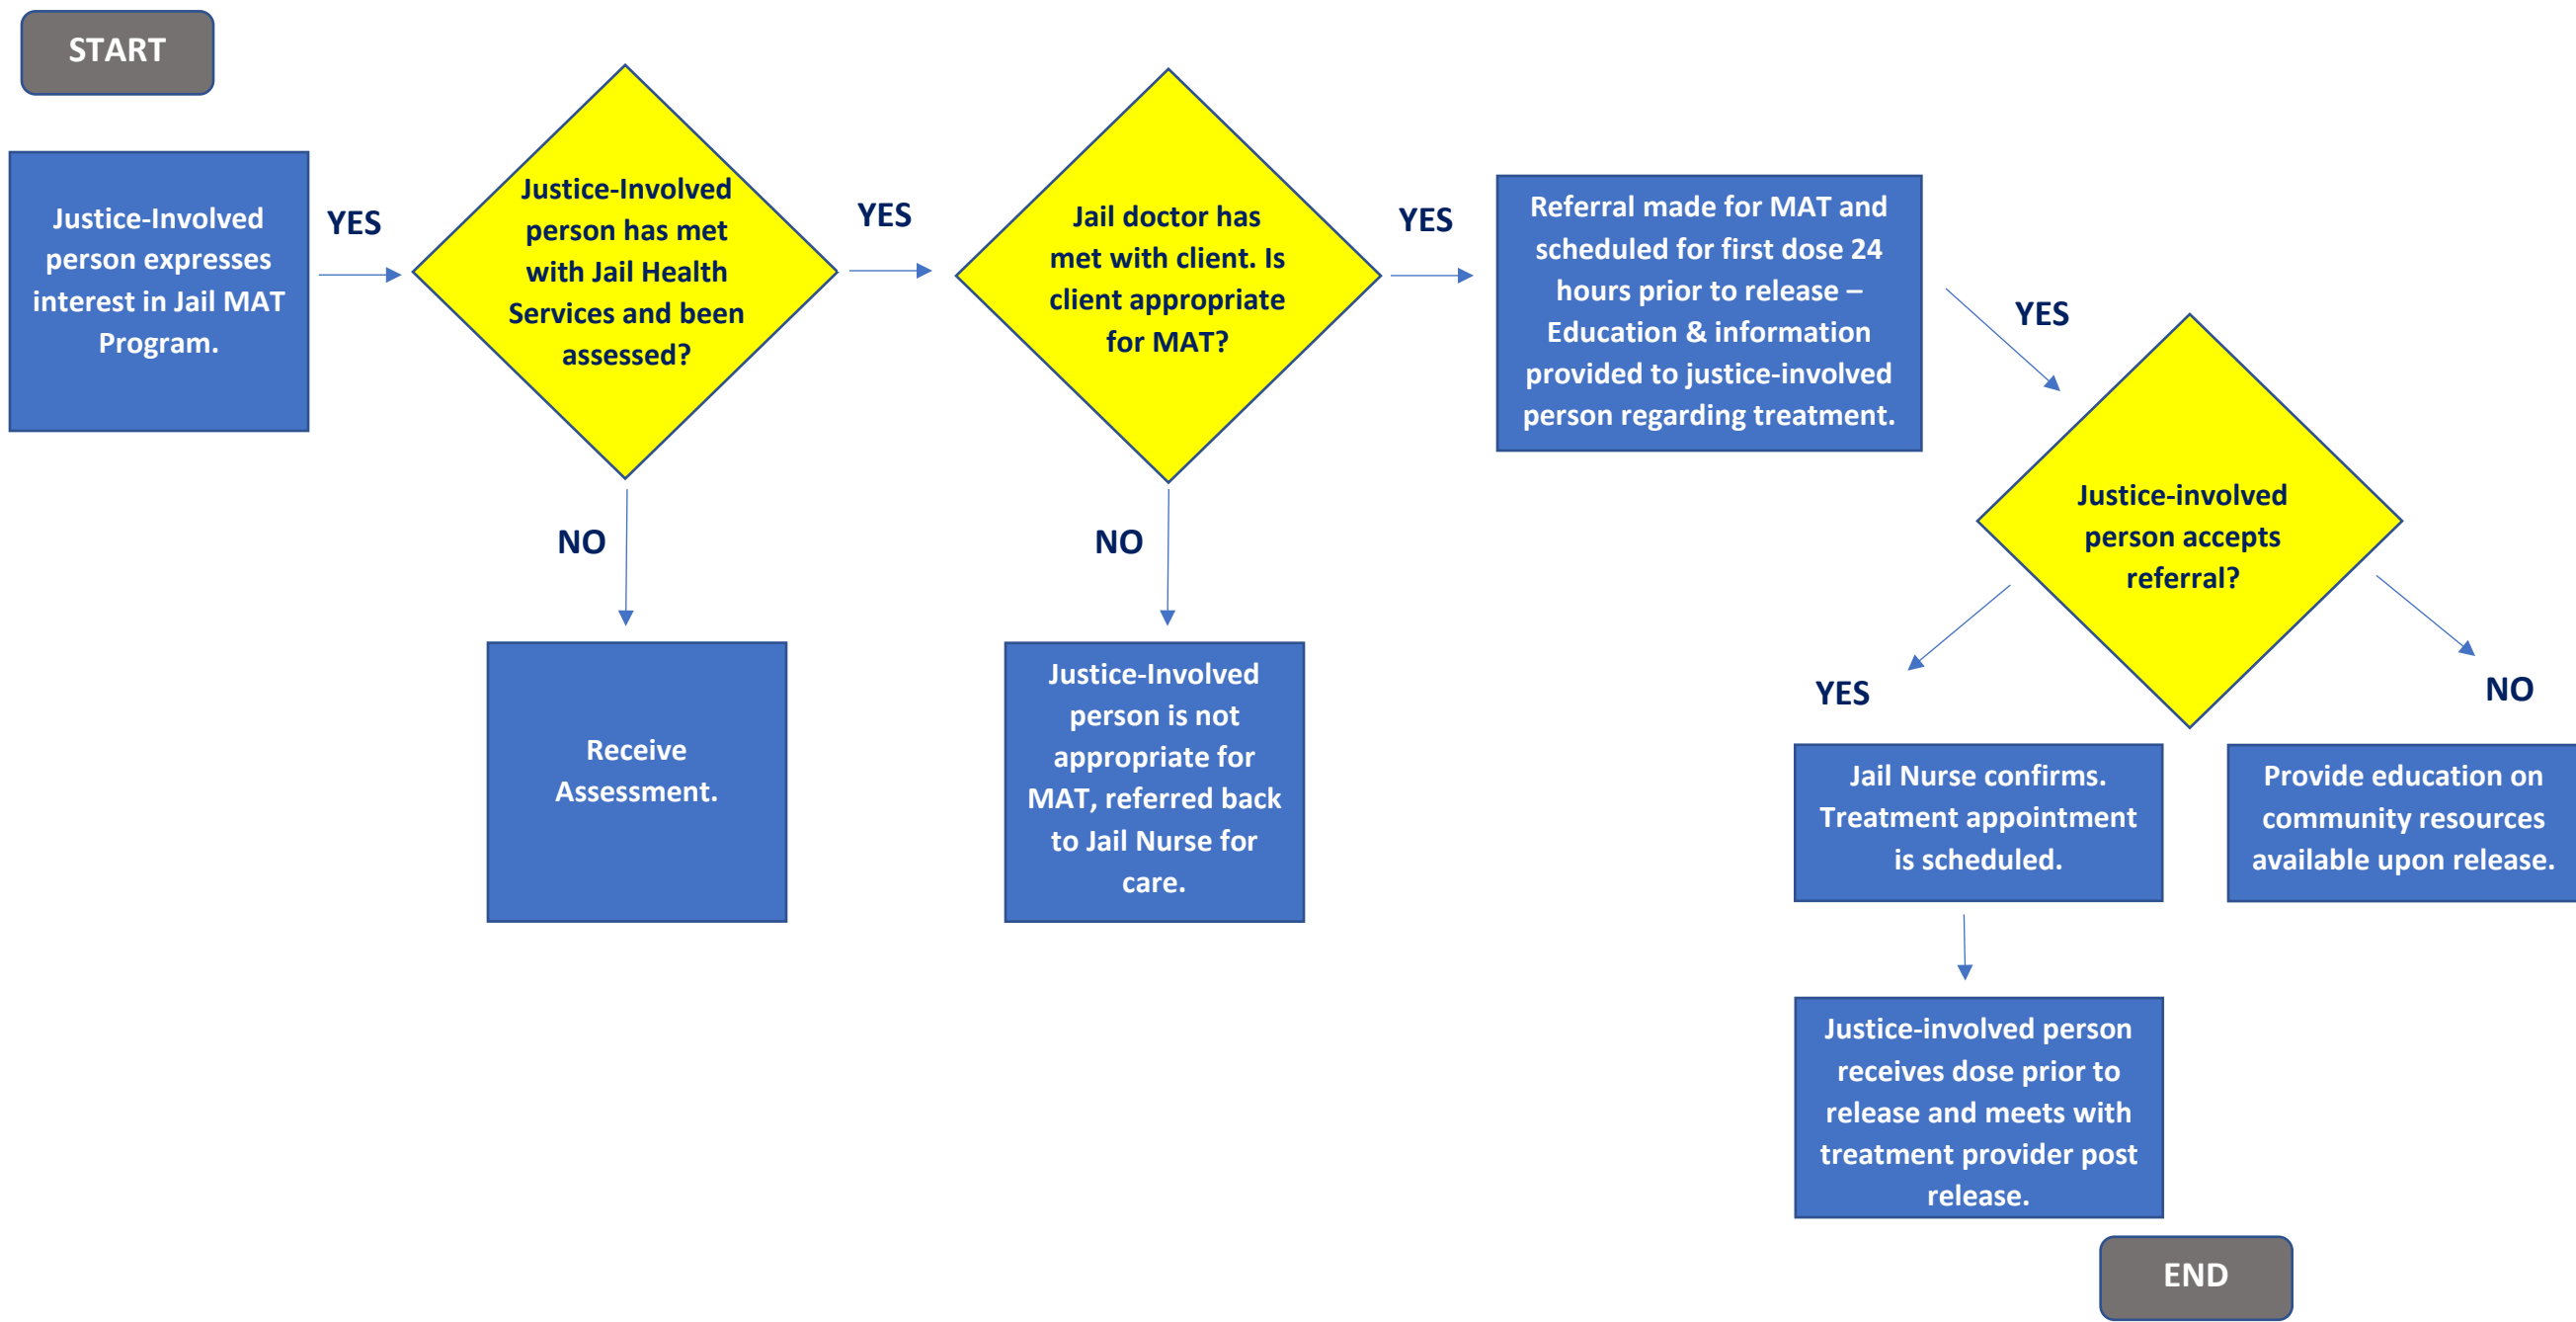 START
Justice-Involved
person expresses
interest in Jail MAT
Program.
YES
Justice-Involved
person has met
with Jail Health
Services and been
assessed?
YES
Jail doctor has
met with client. Is
client appropriate
for MAT?
YES
Referral made for MAT and
scheduled for first dose 24
hours prior to release –
Education & information
provided to justice-involved
person regarding treatment.
YES
Justice-involved
person accepts
referral?
NO
Receive
Assessment.
NO
Justice-Involved
person is not
appropriate for
MAT, referred back
to Jail Nurse for
care.
YES
Jail Nurse confirms.
Treatment appointment
is scheduled.
NO
Provide education on
community resources
available upon release.
Justice-involved person
receives dose prior to
release and meets with
treatment provider post
release.
END